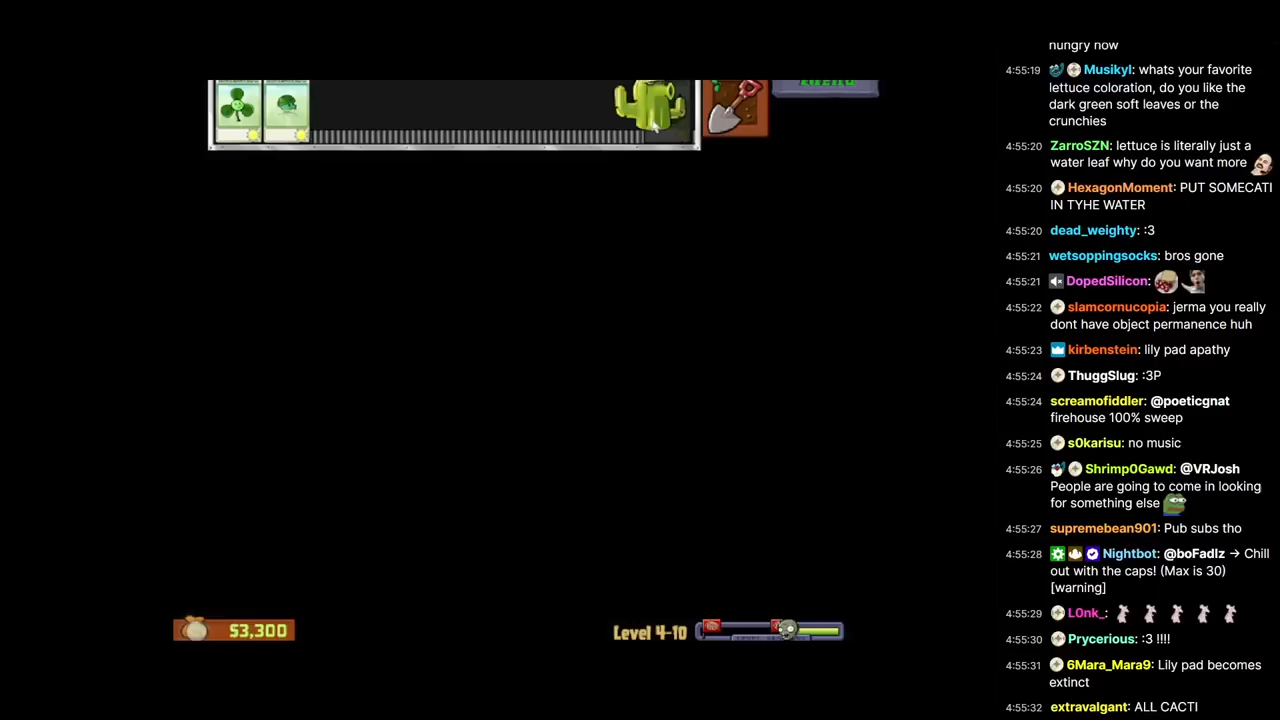 MENU
$3,300
Level 4-10
hungry now
4:55:19 Musikyl: whats your favorite
lettuce coloration, do you like the
dark green soft leaves or the
crunchies
4:55:20 ZarroSZN: lettuce is literally just a
water leaf why do you want more
4:55:20 HexagonMoment: PUT SOMECATI
IN TYHE WATER
4:55:20 dead_weighty: :3
4:55:21 wetsoppingsocks: bros gone
4:55:21 DopedSilicon:
4:55:22 slamcornucopia: jerma you really
dont have object permanence huh
4:55:23 kirbenstein: lily pad apathy
4:55:24 ThuggSlug: :3P
4:55:24 screamofiddler: @poeticgnat
firehouse 100% sweep
4:55:25 s0karisu: no music
4:55:26 Shrimp0Gawd: @VRJosh
People are going to come in looking
for something else
4:55:27 supremebean901: Pub subs tho
4:55:28 Nightbot: @boFadlz → Chill
out with the caps! (Max is 30)
[warning]
4:55:29 L0nk_:
4:55:30 Prycerious: :3 !!!!
4:55:31 6Mara_Mara9: Lily pad becomes
extinct
4:55:32 extravalgant: ALL CACTI